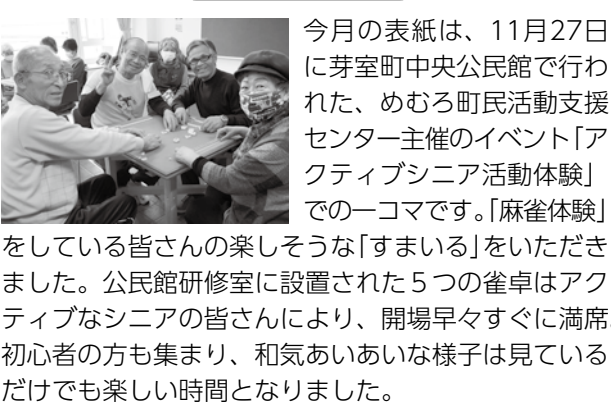 今月の表紙は、11月27日
に芽室町中央公民館で行わ
れた、めむろ町民活動支援
センター主催のイベント「ア
クティブシニア活動体験」
での一コマです。「麻雀体験」
をしている皆さんの楽しそうな「すまいる」をいただき
ました。公民館研修室に設置された5つの雀卓はアク
ティブなシニアの皆さんにより、開場早々すぐに満席。
初心者の方も集まり、和気あいあいな様子は見ている
だけでも楽しい時間となりました。